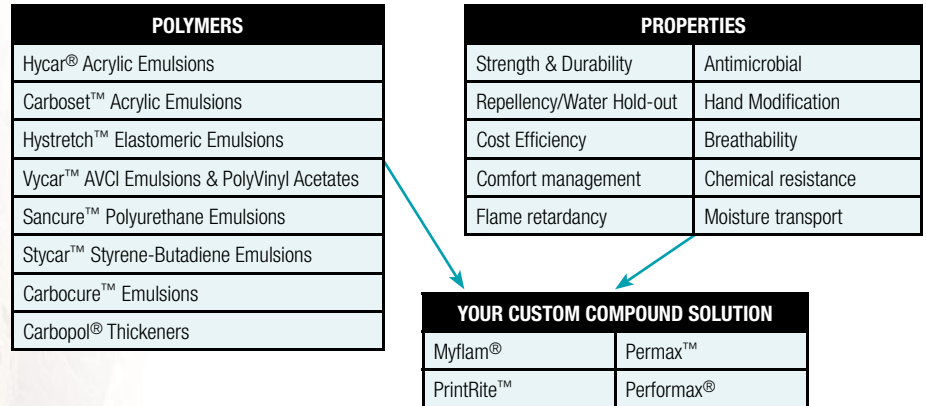 POLYMERS
Hycar® Acrylic Emulsions
Carboset™ Acrylic Emulsions
Hystretch™ Elastomeric Emulsions
Vycar™ AVCl Emulsions & PolyVinyl Acetates
Sancure™ Polyurethane Emulsions
Stycar™ Styrene-Butadiene Emulsions
Carbocure™ Emulsions
Carbopol® Thickeners
PROPERTIES
Strength & Durability Antimicrobial
Repellency/Water Hold-out Hand Modification
Cost Efficiency Breathability
Comfort management Chemical resistance
Flame retardancy Moisture transport
YOUR CUSTOM COMPOUND SOLUTION
Myflam® Permax™
PrintRite™ Performax®